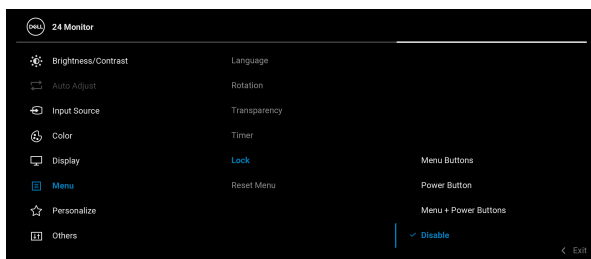 DELL 24 Monitor
Brightness/Contrast Language
Auto Adjust Rotation
Input Source Transparency
Color Timer
Display Lock Menu Buttons
Menu Reset Menu Power Button
Personalize Menu + Power Buttons
Others Disable
Exit